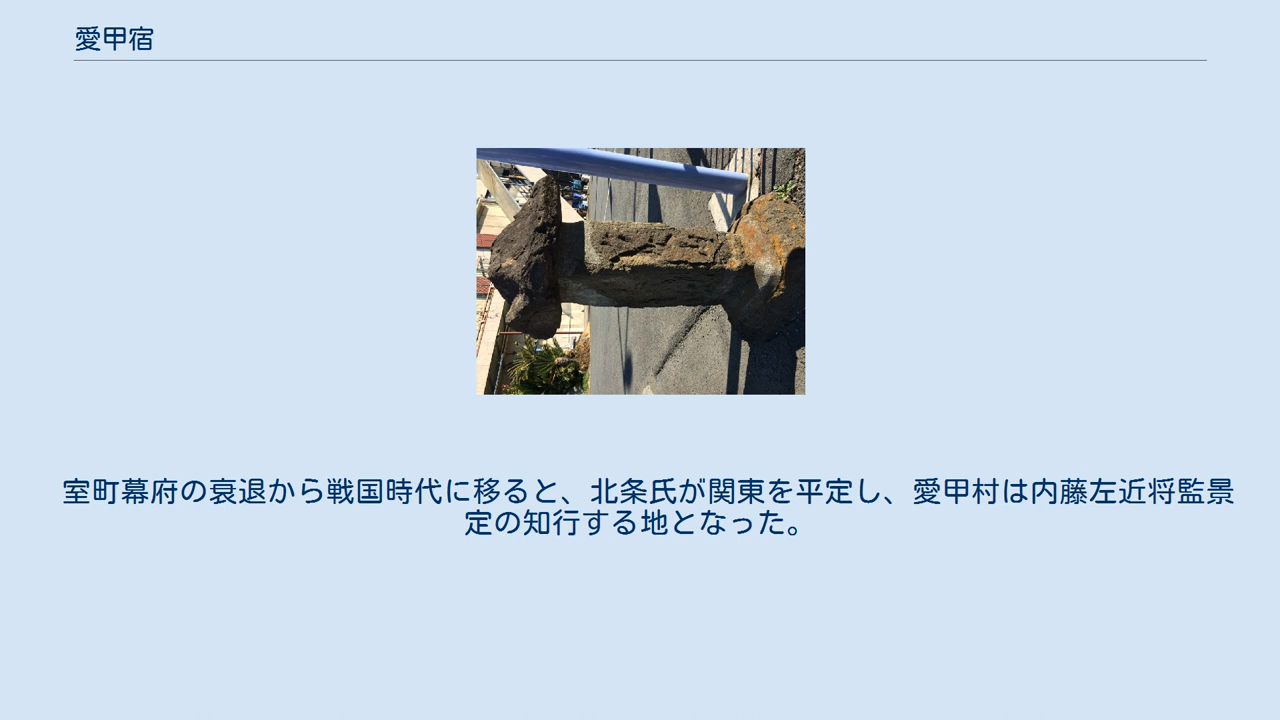 愛甲宿
室町幕府の衰退から戦国時代に移ると、北条氏が関東を平定し、愛甲村は内藤左近将監景
定の知行する地となった。